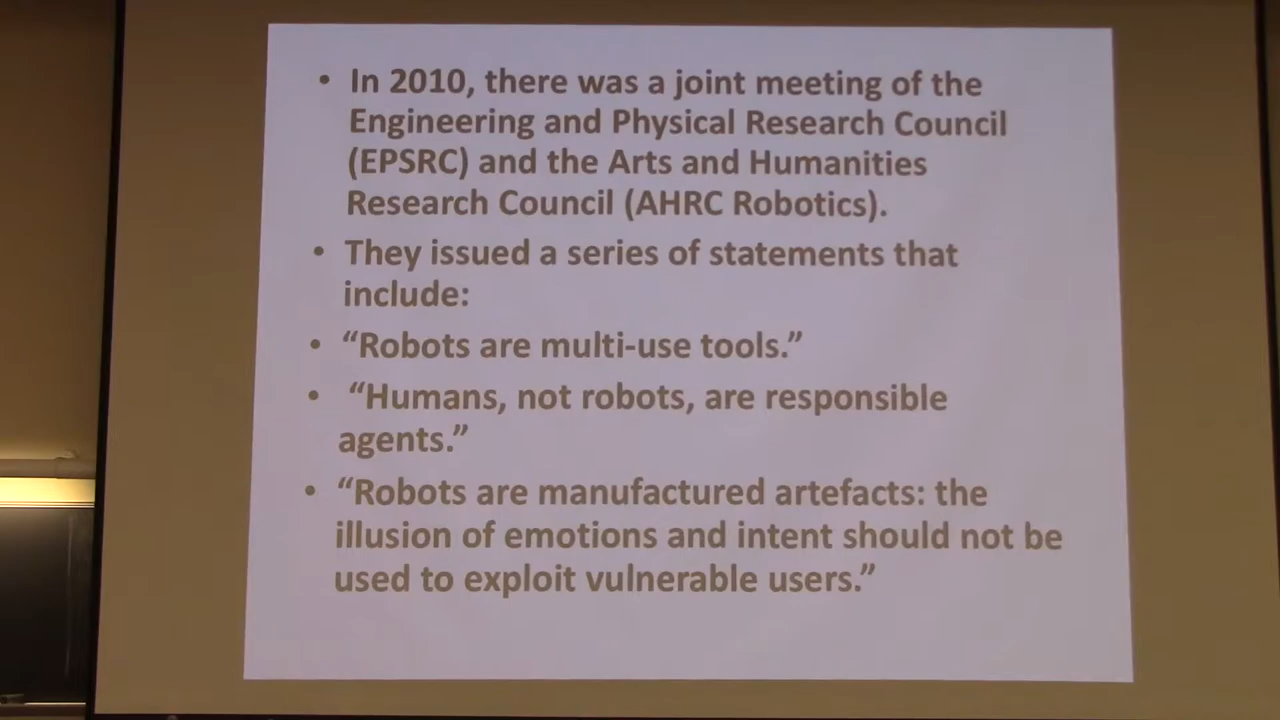 • In 2010, there was a joint meeting of the
Engineering and Physical Research Council
(EPSRC) and the Arts and Humanities
Research Council (AHRC Robotics).
• They issued a series of statements that
include:
• “Robots are multi-use tools.”
• “Humans, not robots, are responsible
agents.”
• “Robots are manufactured artefacts: the
illusion of emotions and intent should not be
used to exploit vulnerable users.”